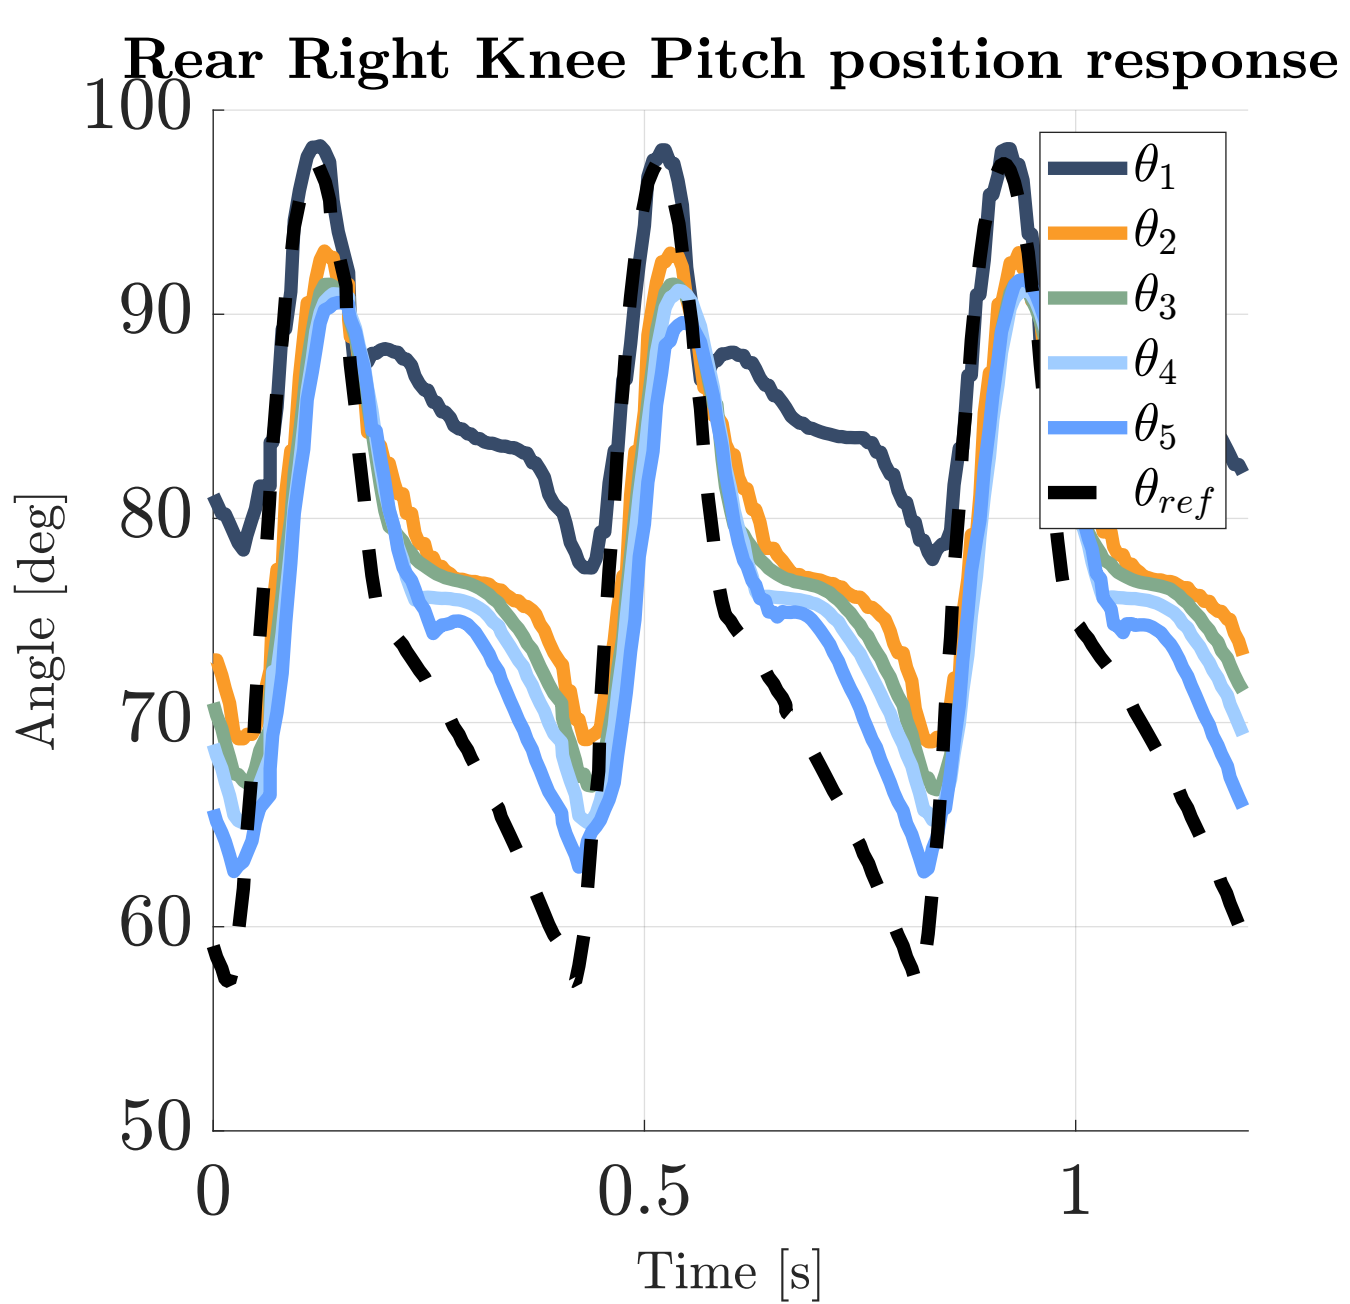 Rear Right Knee Pitch position response
100
90
80
70
60
50
Angle [deg]
0
0.5
1
Time [s]
θ₁
θ₂
θ₃
θ₄
θ₅
θ_ref